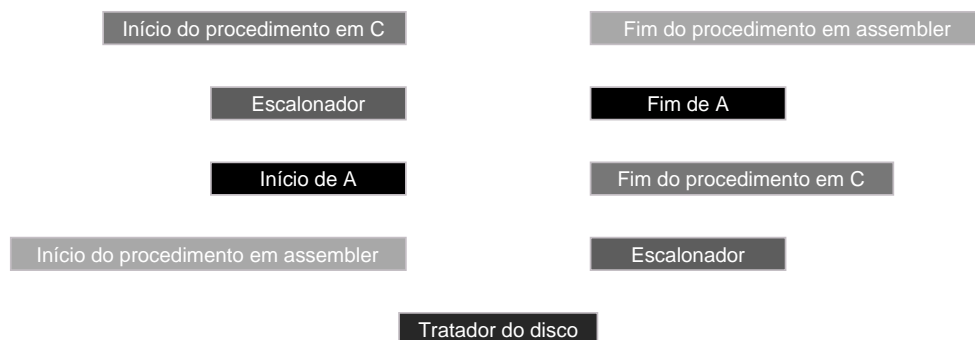 Início do procedimento em C
Fim do procedimento em assembler
Escalonador
Fim de A
Início de A
Fim do procedimento em C
Início do procedimento em assembler
Escalonador
Tratador do disco